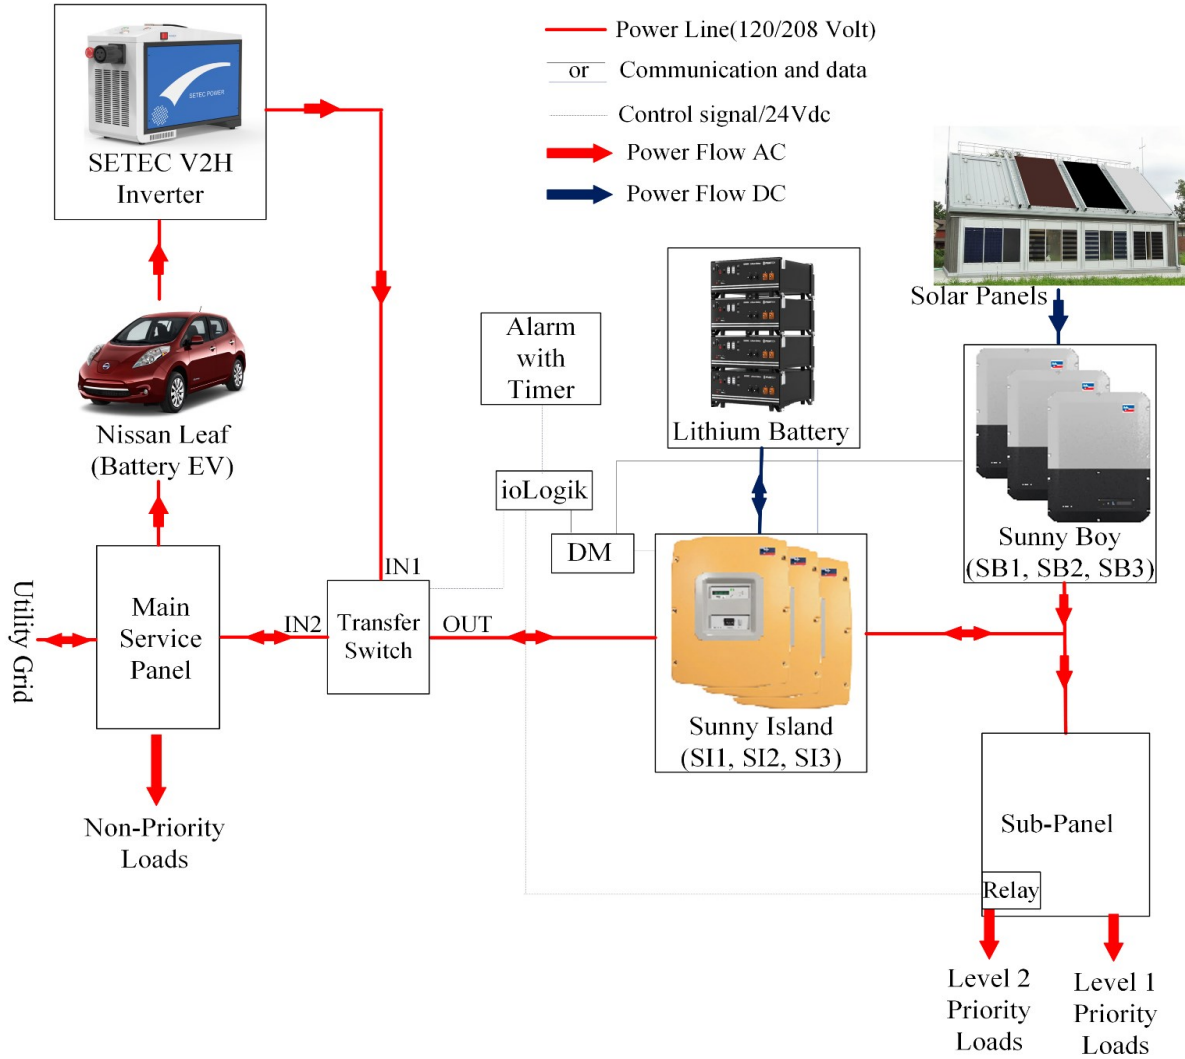 Power Line(120/208 Volt)
or Communication and data
Control signal/24Vdc
Power Flow AC
Power Flow DC
SETEC POWER
SETEC V2H
Inverter
Solar Panels
Alarm
with
Timer
Lithium Battery
Nissan Leaf
(Battery EV)
ioLogik
DM
Sunny Boy
(SB1, SB2, SB3)
IN1
Utility Grid
Main
Service
Panel
IN2
Transfer
Switch
OUT
Sunny Island
(SI1, SI2, SI3)
Non-Priority
Loads
Sub-Panel
Relay
Level 2
Priority
Loads
Level 1
Priority
Loads